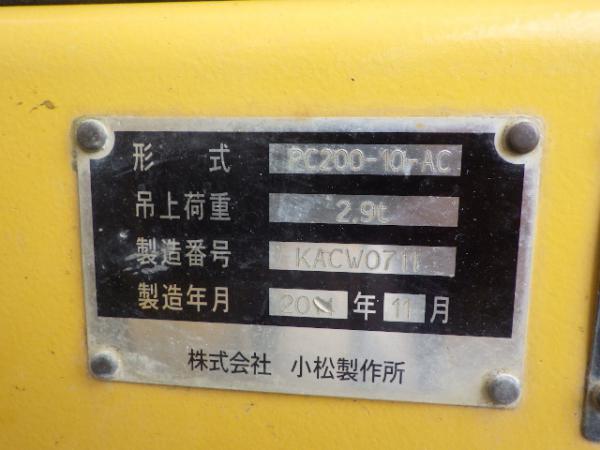 形 式 PC200-10-AC
吊上荷重 2.9t
製造番号 KACW0711
製造年月 年 11 月
株式会社 小松製作所